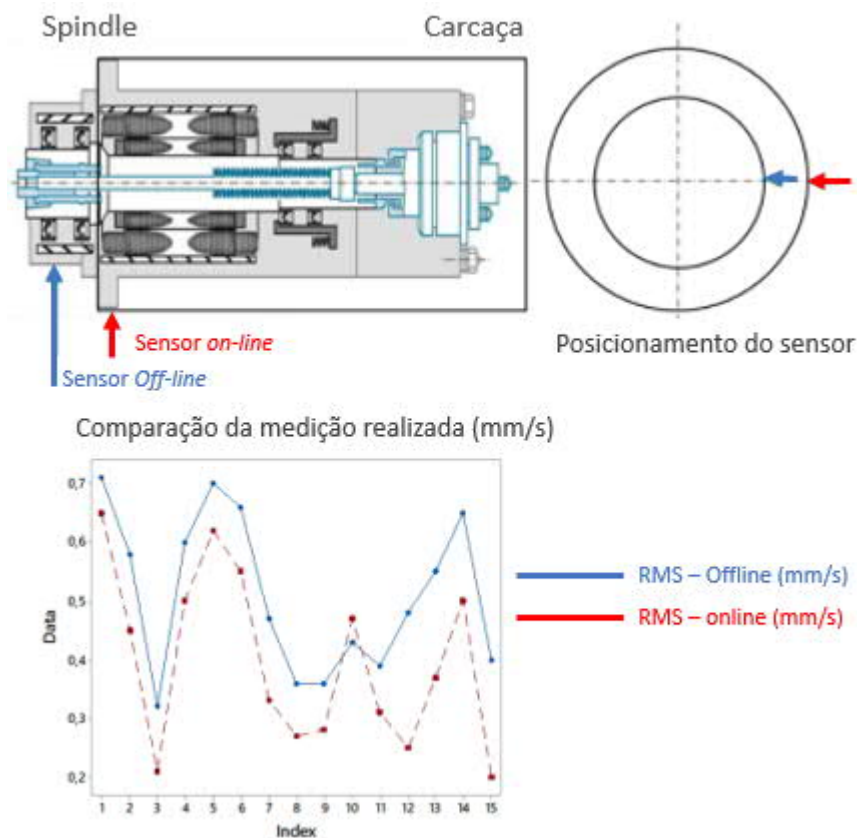 Spindle
Carcaça
Sensor on-line
Sensor Off-line
Posicionamento do sensor
Comparação da medição realizada (mm/s)
0,7
0,6
0,5
0,4
0,3
0,2
Data
1 2 3 4 5 6 7 8 9 10 11 12 13 14 15
Index
RMS – Offline (mm/s)
RMS – online (mm/s)